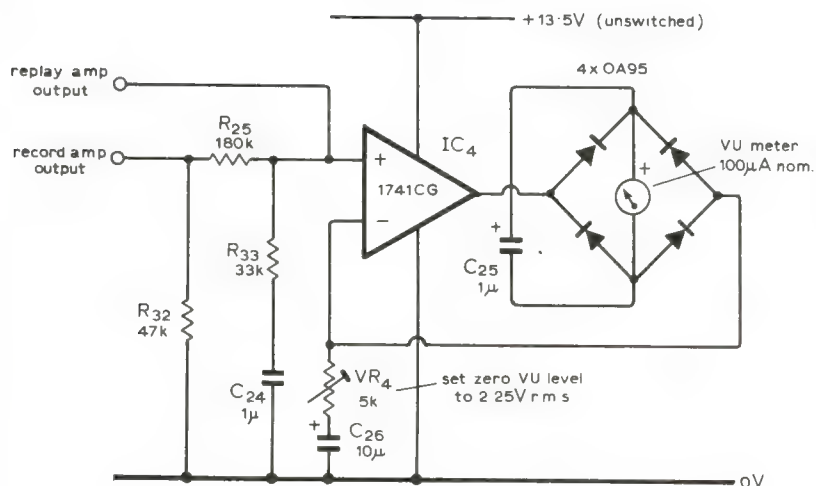 +13·5V (unswitched)
replay amp
output
4 x OA95
R25
180k
IC4
record amp
output
VU meter
100μA nom.
+
1741CG
−
+
R33
33k
+
C25
1μ
R32
47k
C24
1μ
VR4
5k
set zero VU level
to 2 25V r m s
+
C26
10μ
oV